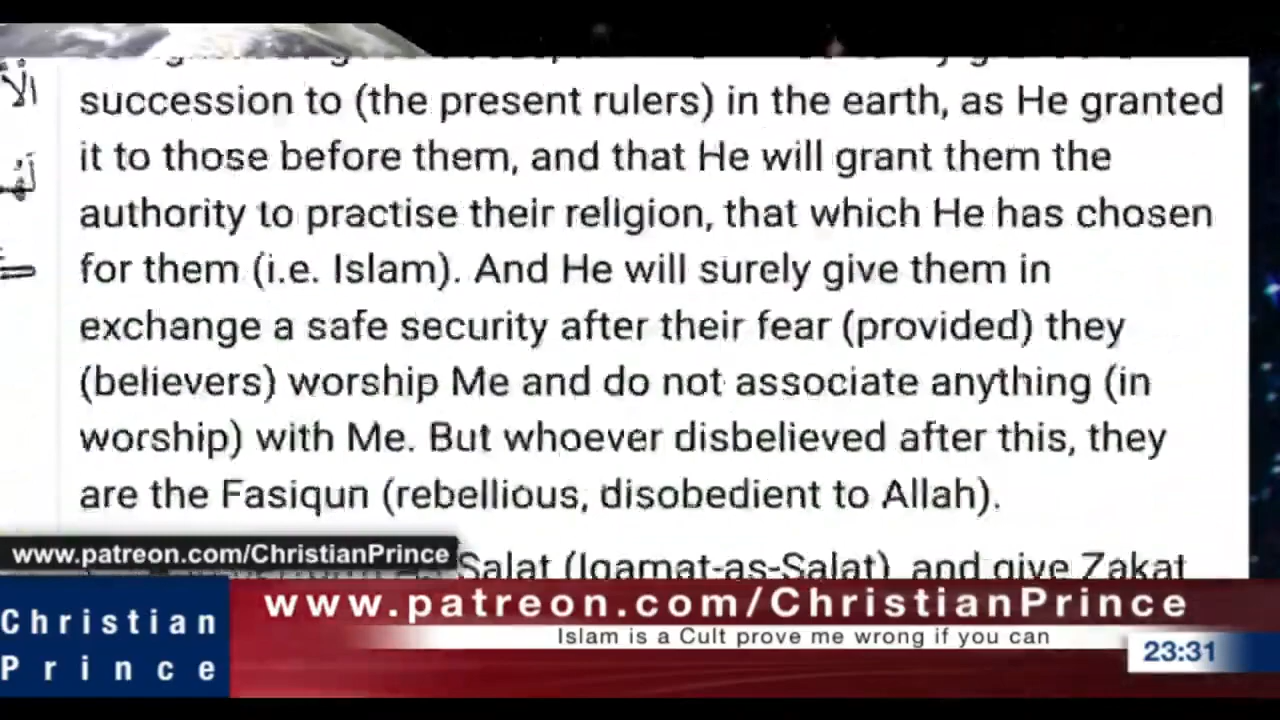 succession to (the present rulers) in the earth, as He granted
it to those before them, and that He will grant them the
authority to practise their religion, that which He has chosen
for them (i.e. Islam). And He will surely give them in
exchange a safe security after their fear (provided) they
(believers) worship Me and do not associate anything (in
worship) with Me. But whoever disbelieved after this, they
are the Fasiqun (rebellious, disobedient to Allah).
Salat (Iqamat-as-Salat), and give Zakat
www.patreon.com/ChristianPrince
www.patreon.com/ChristianPrince
Islam is a Cult prove me wrong if you can
Christian
Prince
23:31